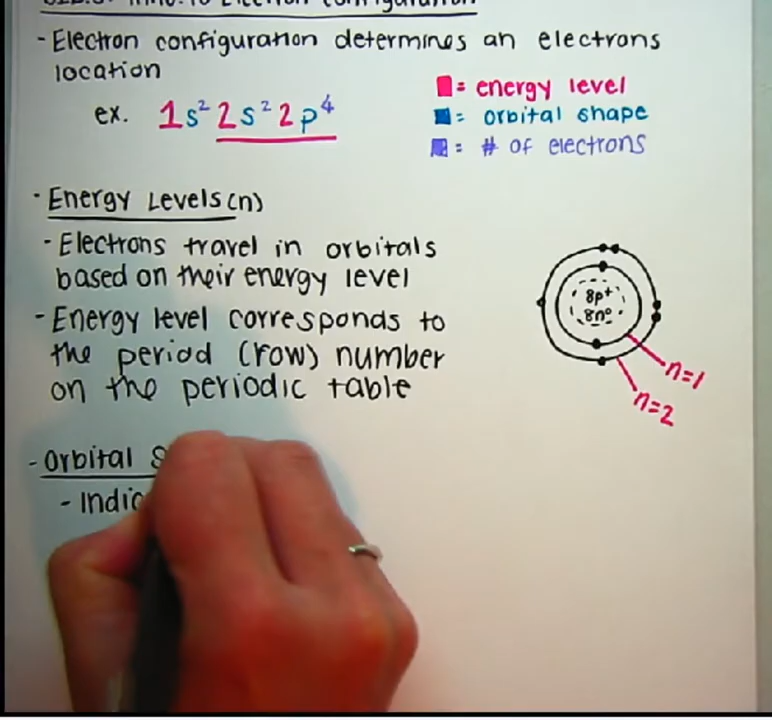 - Electron configuration determines an electrons
location
ex. 1s² 2s² 2p⁴
= energy level
= orbital shape
= # of electrons
- Energy Levels (n)
- Electrons travel in orbitals
based on their energy level
- Energy level corresponds to
the period (row) number
on the periodic table
8p⁺
8n⁰
n=1
n=2
- Orbital